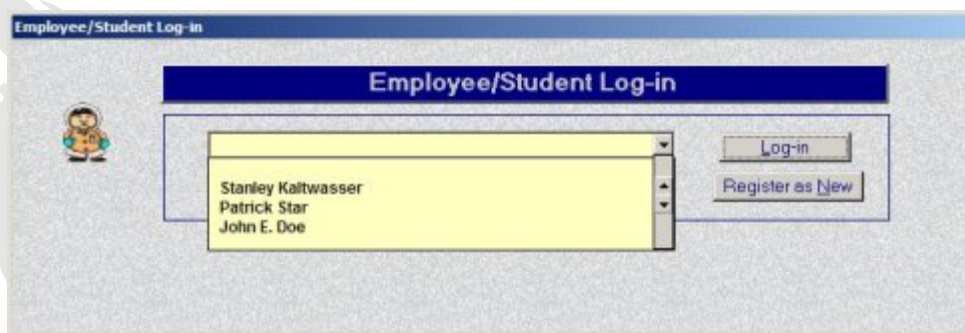 Employee/Student Log-in
Employee/Student Log-in
Log-in
Register as New
Stanley Kaltwasser
Patrick Star
John E. Doe